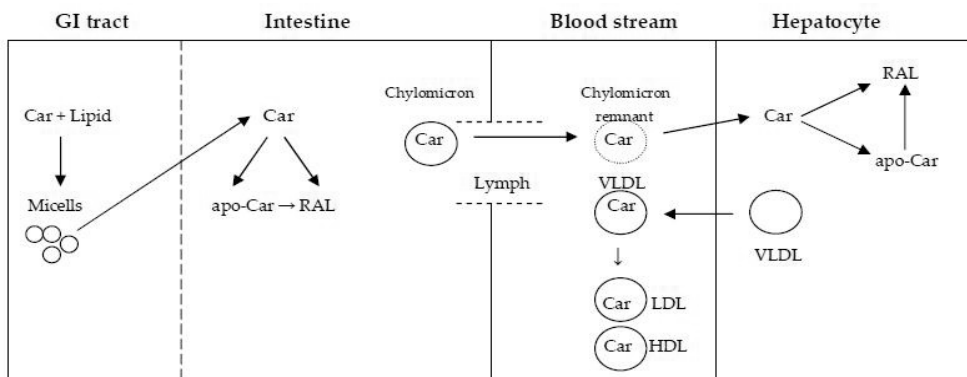 GI tract
Intestine
Blood stream
Hepatocyte
Car + Lipid
Micells
Car
apo-Car → RAL
Chylomicron
Car
Lymph
Chylomicron
remnant
Car
VLDL
Car
↓
Car LDL
Car HDL
Car
RAL
apo-Car
VLDL